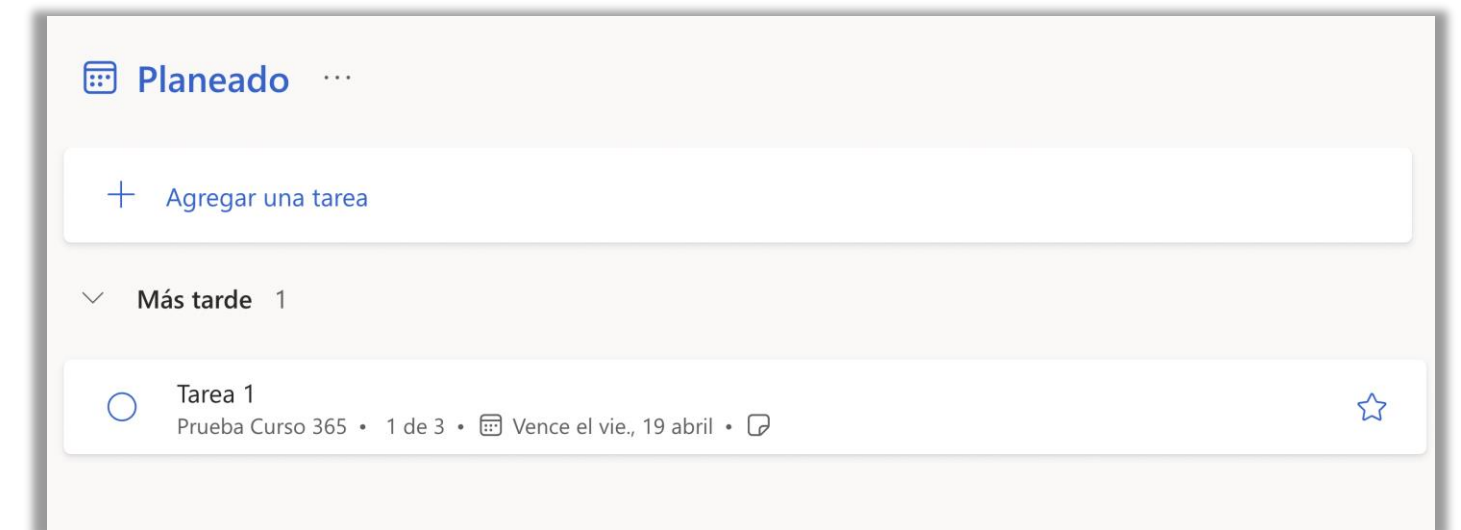 Planeado ...
Agregar una tarea
Más tarde 1
Tarea 1
Prueba Curso 365 • 1 de 3 • Vence el vie., 19 abril •